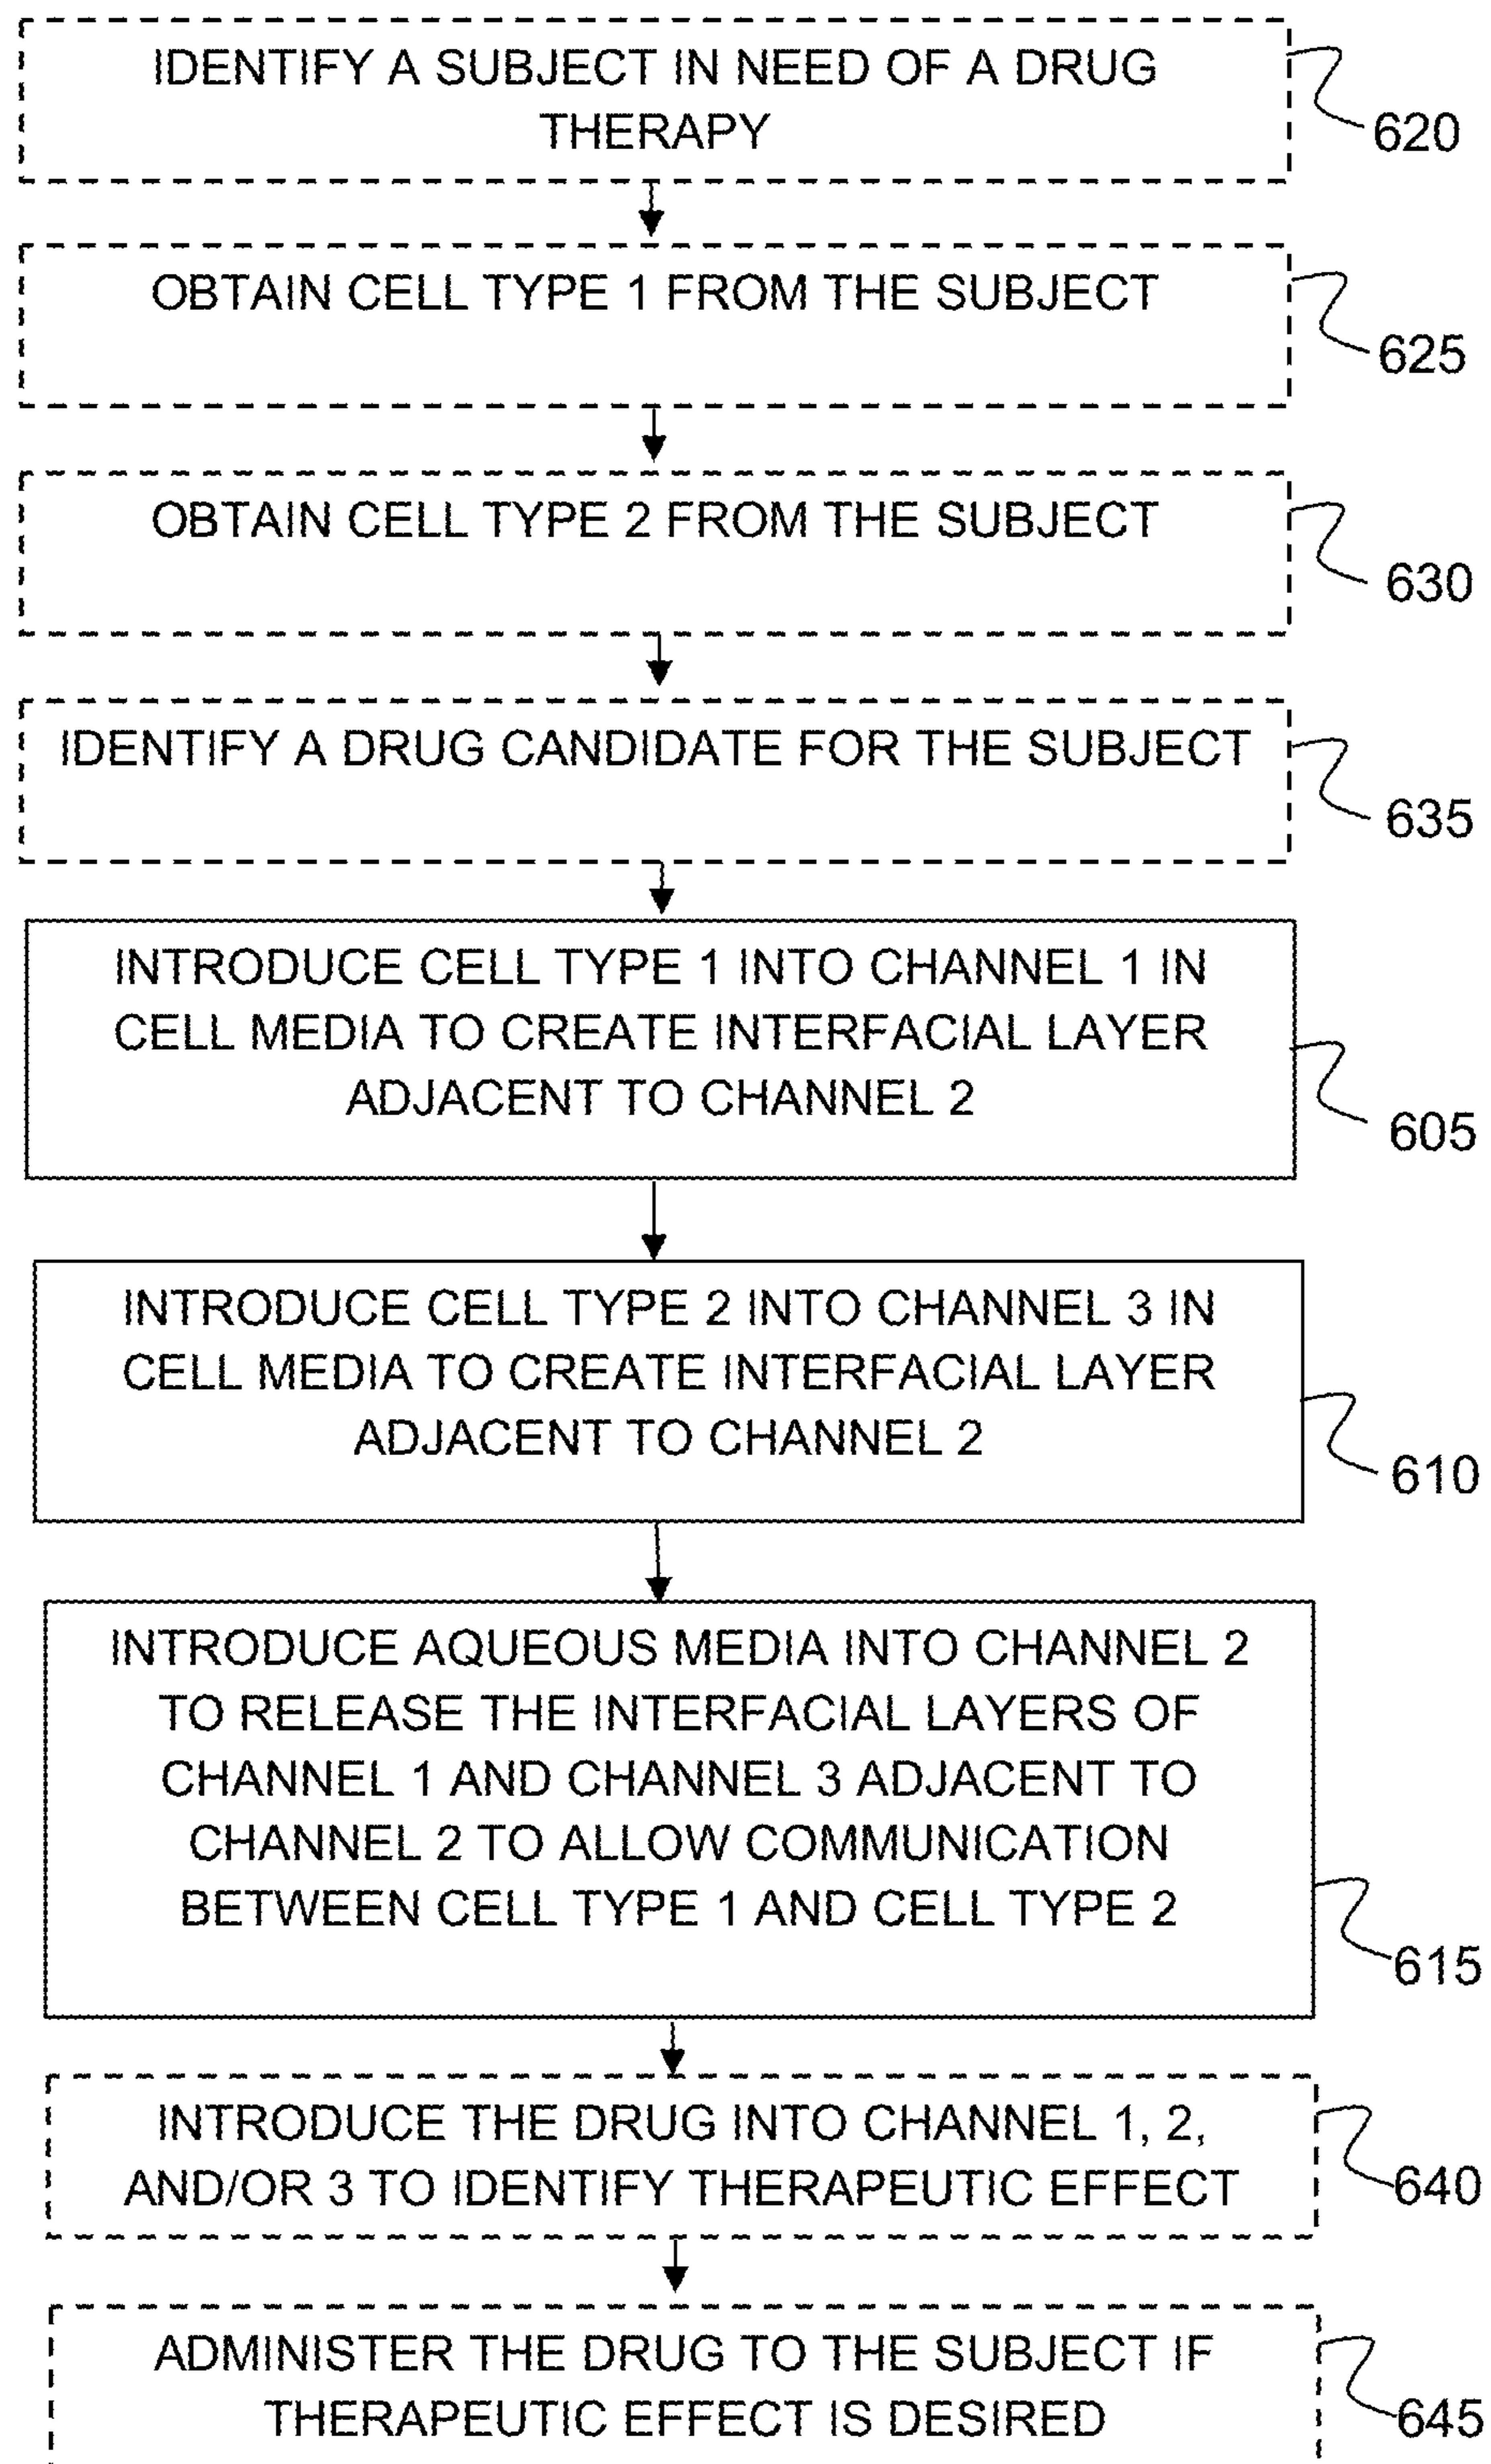 IDENTIFY A SUBJECT IN NEED OF A DRUG
THERAPY
620
OBTAIN CELL TYPE 1 FROM THE SUBJECT
625
OBTAIN CELL TYPE 2 FROM THE SUBJECT
630
IDENTIFY A DRUG CANDIDATE FOR THE SUBJECT
635
INTRODUCE CELL TYPE 1 INTO CHANNEL 1 IN
CELL MEDIA TO CREATE INTERFACIAL LAYER
ADJACENT TO CHANNEL 2
605
INTRODUCE CELL TYPE 2 INTO CHANNEL 3 IN
CELL MEDIA TO CREATE INTERFACIAL LAYER
ADJACENT TO CHANNEL 2
610
INTRODUCE AQUEOUS MEDIA INTO CHANNEL 2
TO RELEASE THE INTERFACIAL LAYERS OF
CHANNEL 1 AND CHANNEL 3 ADJACENT TO
CHANNEL 2 TO ALLOW COMMUNICATION
BETWEEN CELL TYPE 1 AND CELL TYPE 2
615
INTRODUCE THE DRUG INTO CHANNEL 1, 2,
AND/OR 3 TO IDENTIFY THERAPEUTIC EFFECT
640
ADMINISTER THE DRUG TO THE SUBJECT IF
THERAPEUTIC EFFECT IS DESIRED
645